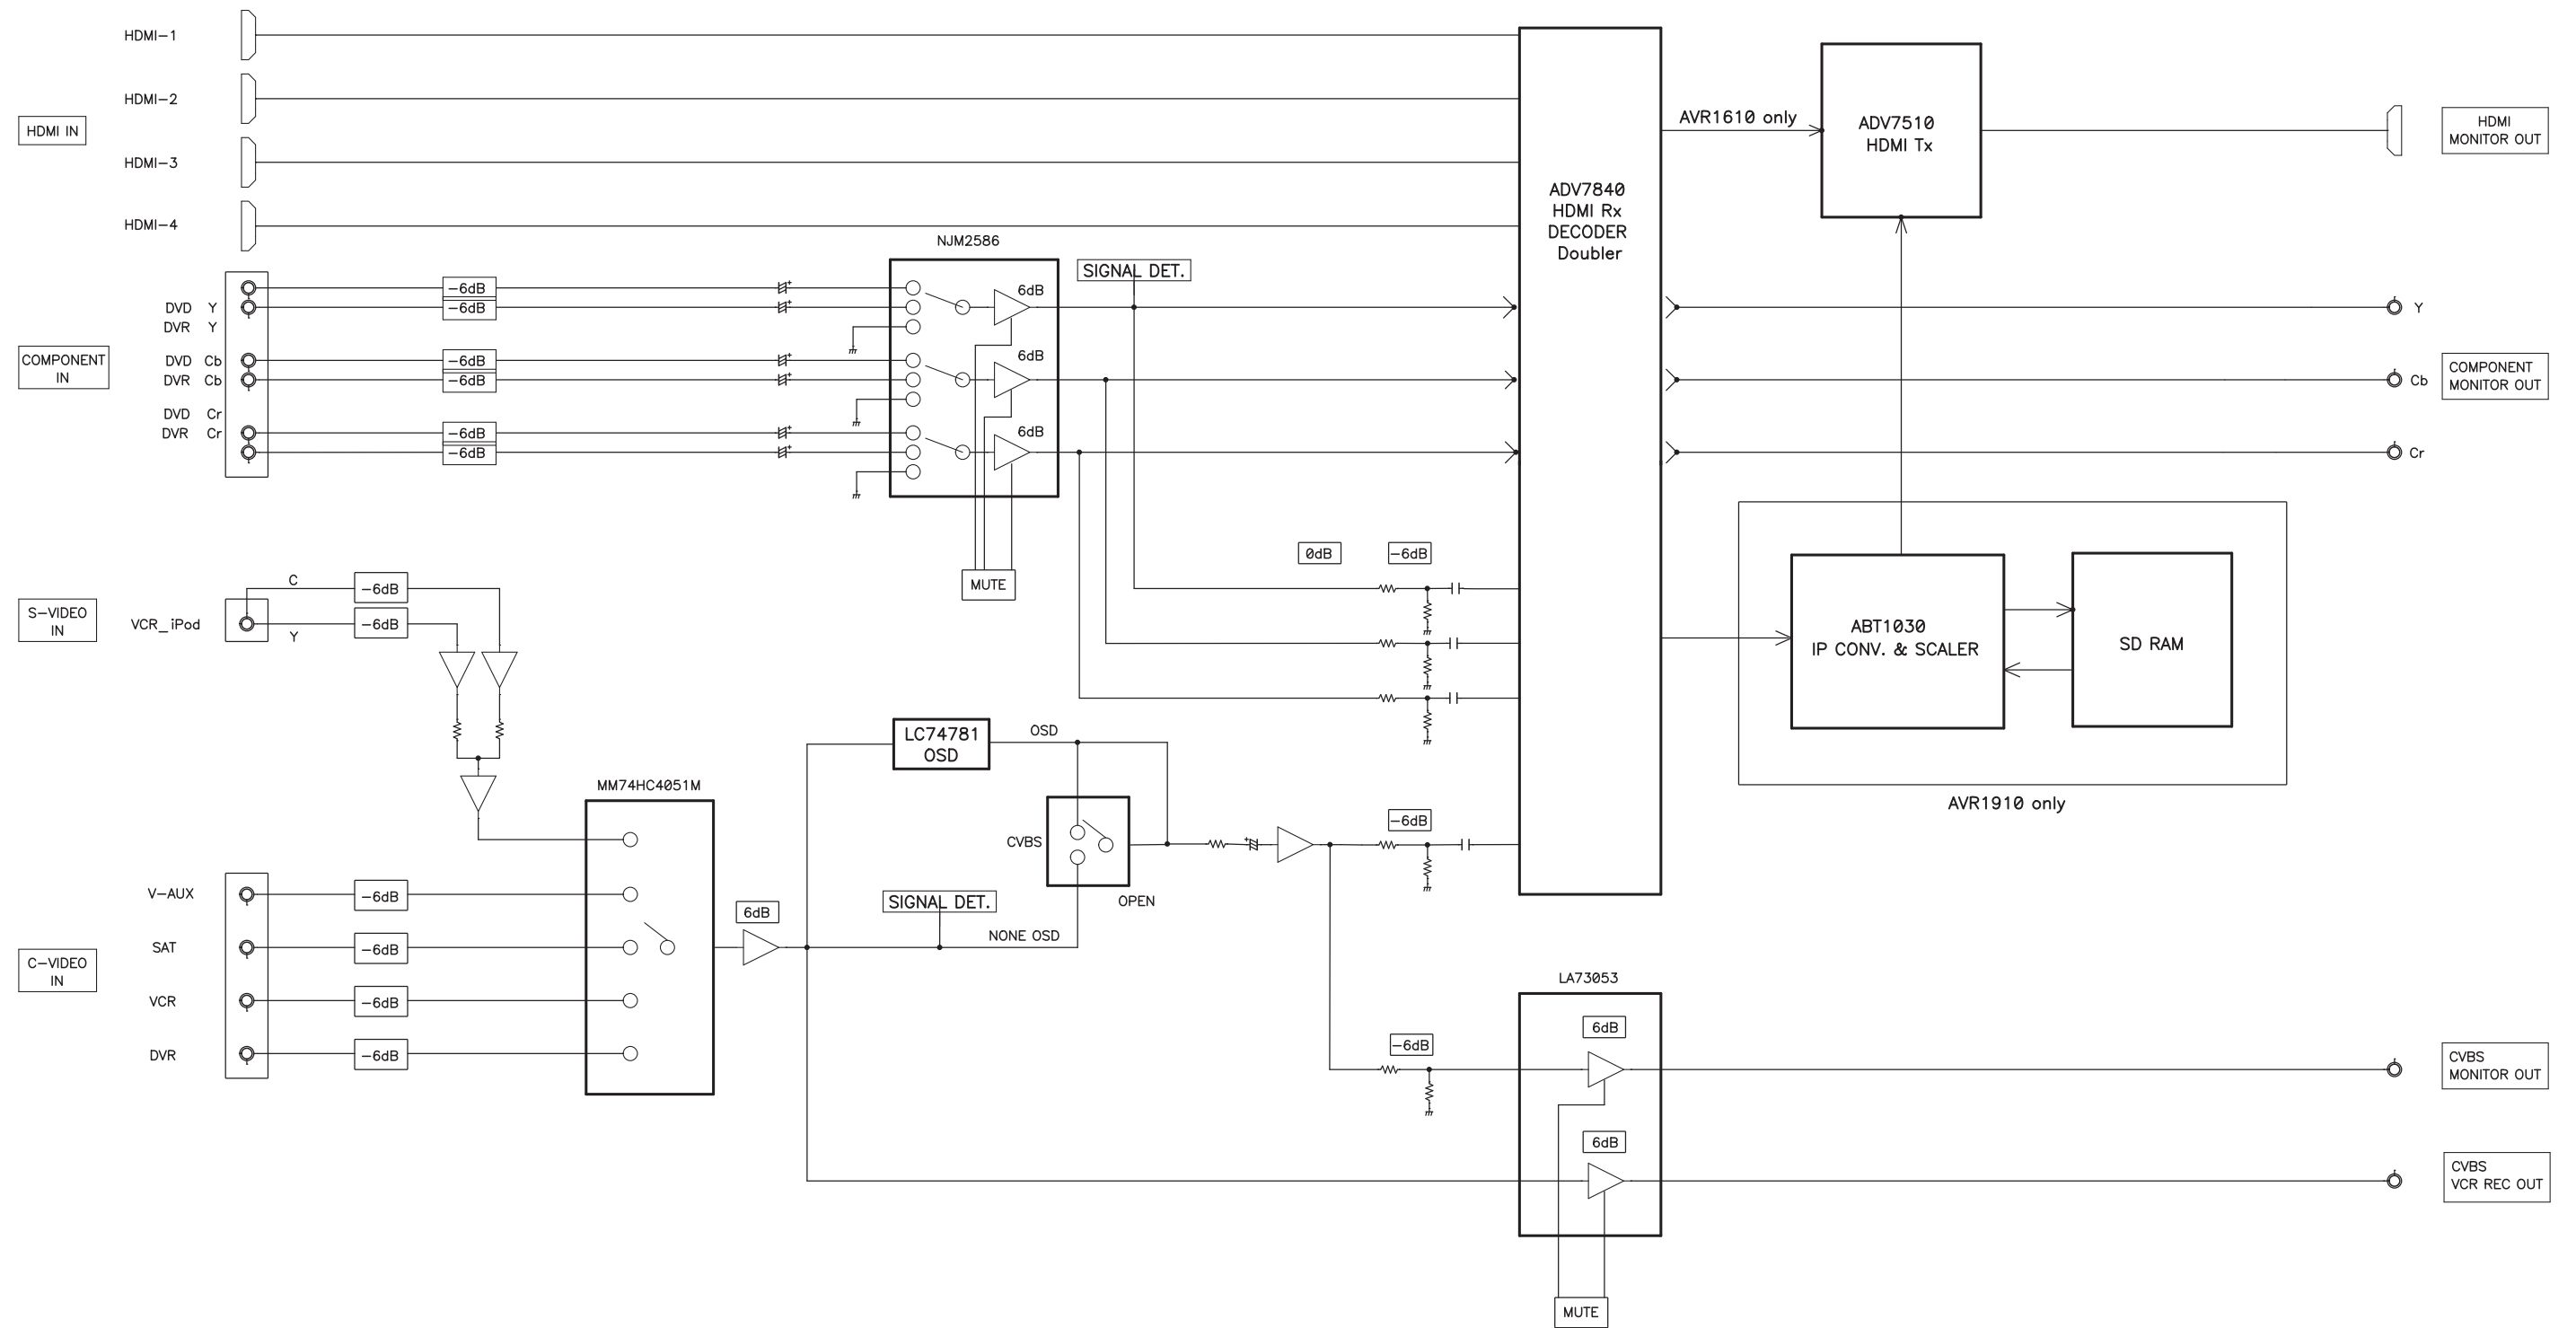 HDMI IN
HDMI-1
HDMI-2
HDMI-3
HDMI-4
COMPONENT
IN
DVD Y
DVR Y
DVD Cb
DVR Cb
DVD Cr
DVR Cr
-6dB
-6dB
-6dB
-6dB
-6dB
-6dB
NJM2586
6dB
6dB
6dB
MUTE
SIGNAL DET.
S-VIDEO
IN
VCR_iPod
C
Y
-6dB
-6dB
C-VIDEO
IN
V-AUX
SAT
VCR
DVR
-6dB
-6dB
-6dB
-6dB
MM74HC4051M
6dB
LC74781
OSD
OSD
CVBS
OPEN
SIGNAL DET.
NONE OSD
0dB
-6dB
-6dB
-6dB
ADV7840
HDMI Rx
DECODER
Doubler
AVR1610 only
ADV7510
HDMI Tx
ABT1030
IP CONV. & SCALER
SD RAM
AVR1910 only
LA73053
6dB
6dB
MUTE
HDMI
MONITOR OUT
Y
Cb
Cr
COMPONENT
MONITOR OUT
CVBS
MONITOR OUT
CVBS
VCR REC OUT